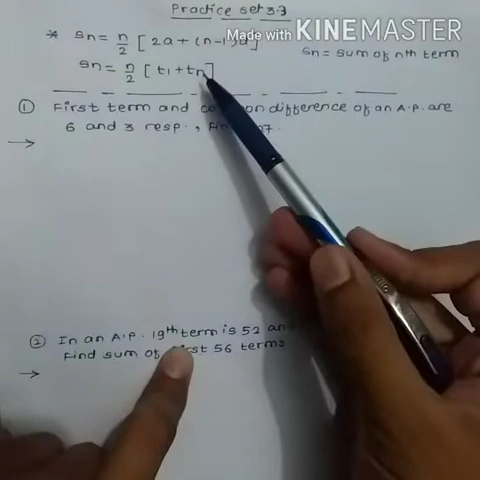 Practice set 3.3
Made with KINEMASTER
* Sn = n/2 [ 2a + (n-1)d ]
Sn = sum of nth term
Sn = n/2 [ t1 + tn ]
① First term and common difference of an A.P. are
6 and 3 resp.,
② In an A.P. 19th term is 52
Find sum of first 56 terms